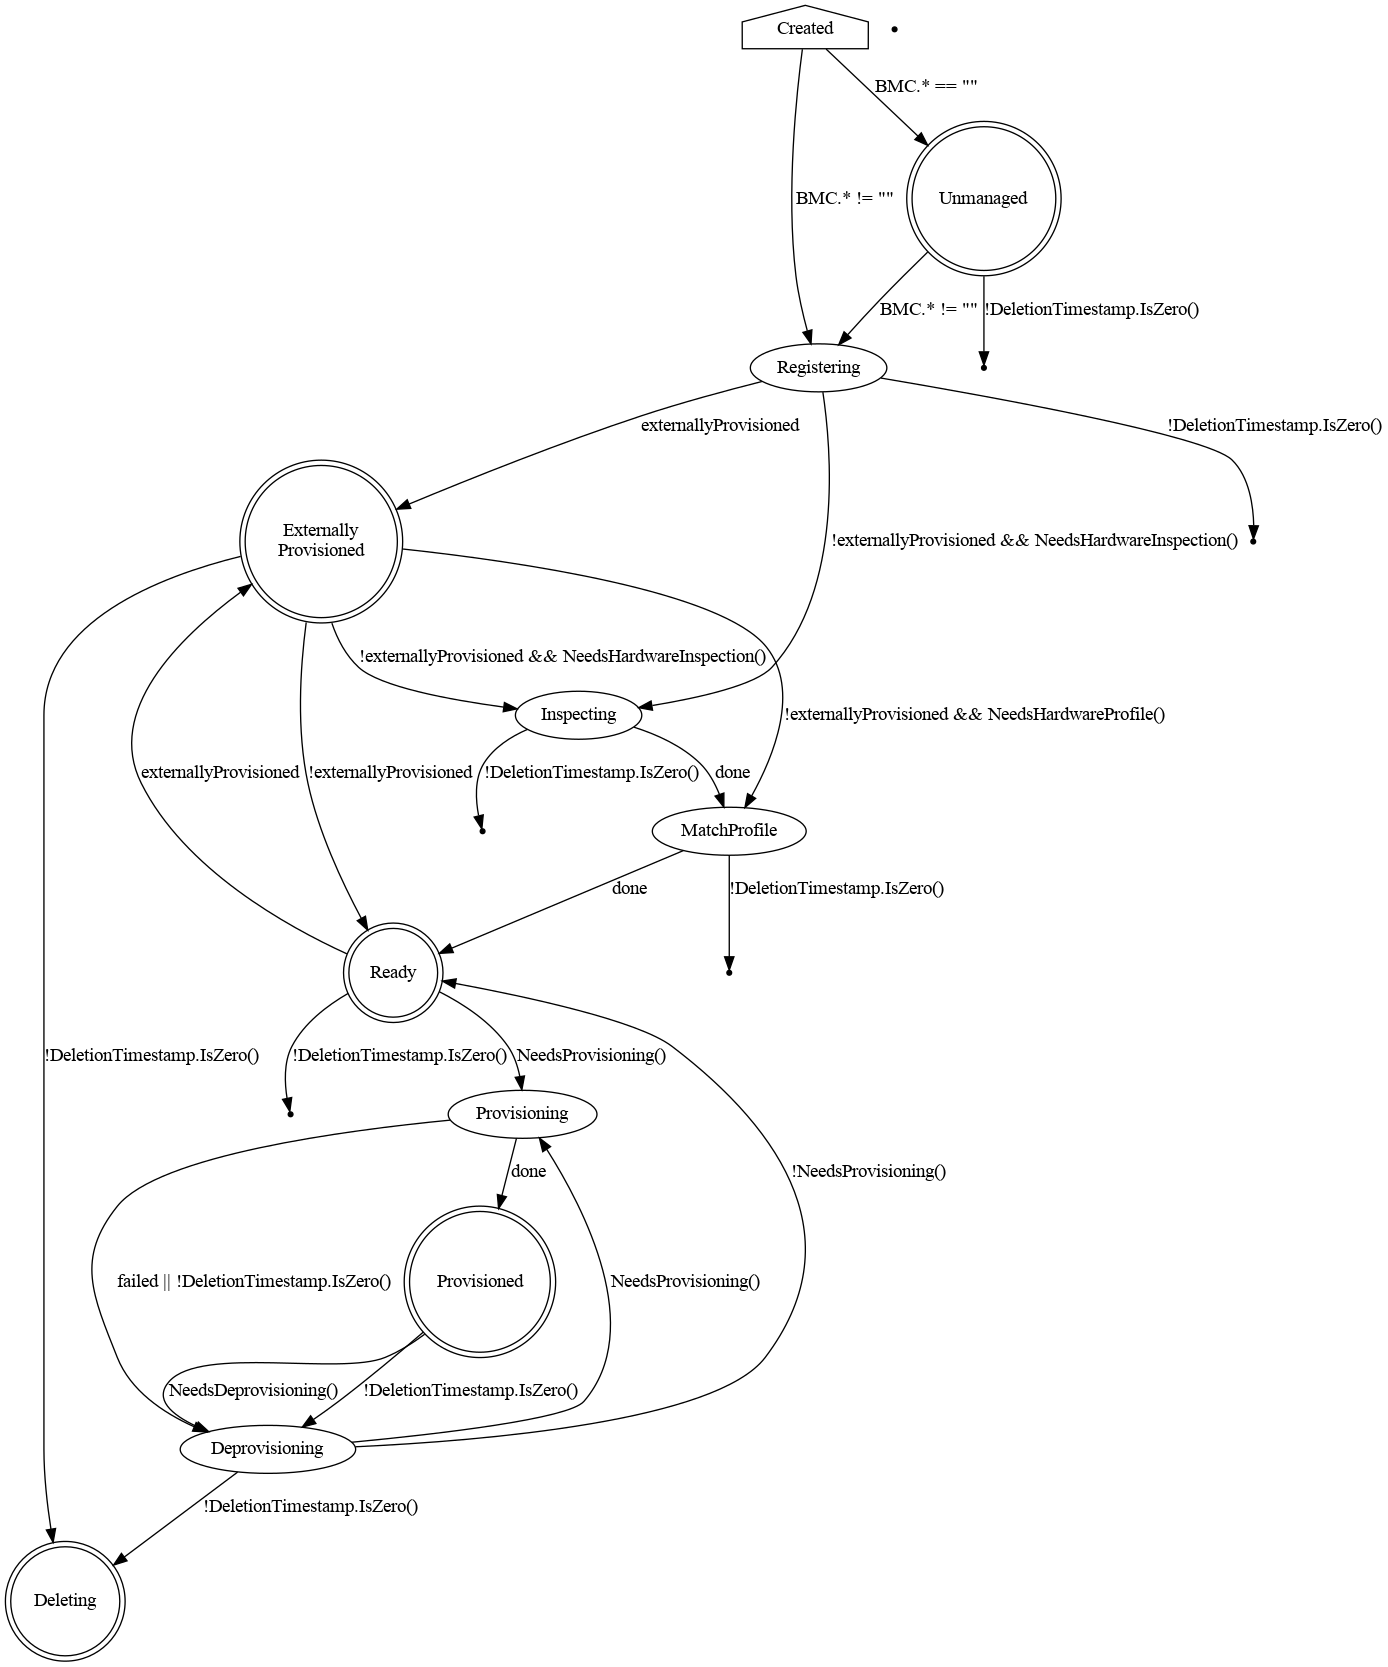 Created
BMC.* == ""
BMC.* != ""
Unmanaged
BMC.* != ""
!DeletionTimestamp.IsZero()
Registering
externallyProvisioned
!DeletionTimestamp.IsZero()
Externally
Provisioned
!externallyProvisioned && NeedsHardwareInspection()
!externallyProvisioned && NeedsHardwareInspection()
Inspecting
!externallyProvisioned && NeedsHardwareProfile()
externallyProvisioned
!externallyProvisioned
!DeletionTimestamp.IsZero()
done
MatchProfile
done
!DeletionTimestamp.IsZero()
Ready
!DeletionTimestamp.IsZero()
!DeletionTimestamp.IsZero()
NeedsProvisioning()
Provisioning
done
!NeedsProvisioning()
failed || !DeletionTimestamp.IsZero()
Provisioned
NeedsProvisioning()
NeedsDeprovisioning()
!DeletionTimestamp.IsZero()
Deprovisioning
!DeletionTimestamp.IsZero()
Deleting